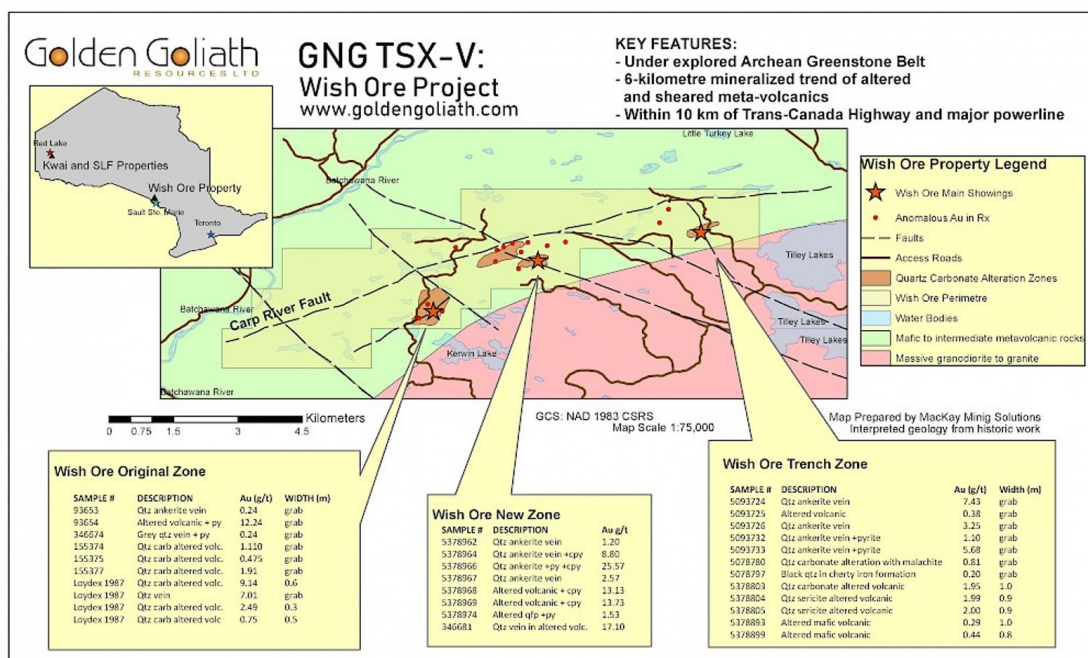 Golden Goliath
RESOURCES LTD
GNG TSX-V:
Wish Ore Project
www.goldengoliath.com
KEY FEATURES:
- Under explored Archean Greenstone Belt
- 6-kilometre mineralized trend of altered
and sheared meta-volcanics
- Within 10 km of Trans-Canada Highway and major powerline
Red Lake
Kwai and SLF Properties
Wish Ore Property
Sault Ste. Marie
Toronto
Little Turkey Lake
Batchawana River
Batchawana River
Carp River Fault
Batchawana River
Kerwin Lake
Tilley Lakes
Tilley Lakes
Tilley Lakes
Wish Ore Property Legend
Wish Ore Main Showings
Anomalous Au in Rx
Faults
Access Roads
Quartz Carbonate Alteration Zones
Wish Ore Perimetre
Water Bodies
Mafic to intermediate metavolcanic rocks
Massive granodiorite to granite
Kilometers
0 0.75 1.5 3 4.5
GCS: NAD 1983 CSRS
Map Scale 1:75,000
Map Prepared by MacKay Minig Solutions
Interpreted geology from historic work
Wish Ore Original Zone
SAMPLE # DESCRIPTION Au (g/t) WIDTH (m)
93653 Qtz ankerite vein 0.24 grab
93654 Altered volcanic + py 12.24 grab
346674 Grey qtz vein + py 0.24 grab
155374 Qtz carb altered volc. 1.110 grab
155375 Qtz carb altered volc. 0.475 grab
155377 Qtz carb altered volc. 1.91 grab
Loydex 1987 Qtz carb altered volc. 9.14 0.6
Loydex 1987 Qtz vein 7.01 grab
Loydex 1987 Qtz carb altered volc. 2.49 0.3
Loydex 1987 Qtz carb altered volc 0.75 0.5
Wish Ore New Zone
SAMPLE # DESCRIPTION Au g/t
5378962 Qtz ankerite vein 1.20
5378964 Qtz ankerite vein +cpy 8.80
5378966 Qtz ankerite +py +cpy 25.57
5378967 Qtz ankerite vein 2.57
5378968 Altered volcanic + cpy 13.13
5378969 Altered volcanic + cpy 13.73
5378974 Altered qfp +py 1.53
346681 Qtz vein in altered volc. 17.10
Wish Ore Trench Zone
SAMPLE # DESCRIPTION Au (g/t) Width (m)
5093724 Qtz ankerite vein 7.43 grab
5093725 Altered volcanic 0.38 grab
5093726 Qtz ankerite vein 3.25 grab
5093732 Qtz ankerite vein +pyrite 1.10 grab
5093733 Qtz ankerite vein +pyrite 5.68 grab
5078780 Qtz carbonate alteration with malachite 0.81 grab
5078797 Black qtz in cherty iron formation 0.20 grab
5378803 Qtz carbonate altered volcanic 1.95 1.0
5378804 Qtz sericite altered volcanic 1.99 0.9
5378805 Qtz sericite altered volcanic 2.00 0.9
5378893 Altered mafic volcanic 0.29 1.0
5378899 Altered mafic volcanic 0.44 0.8